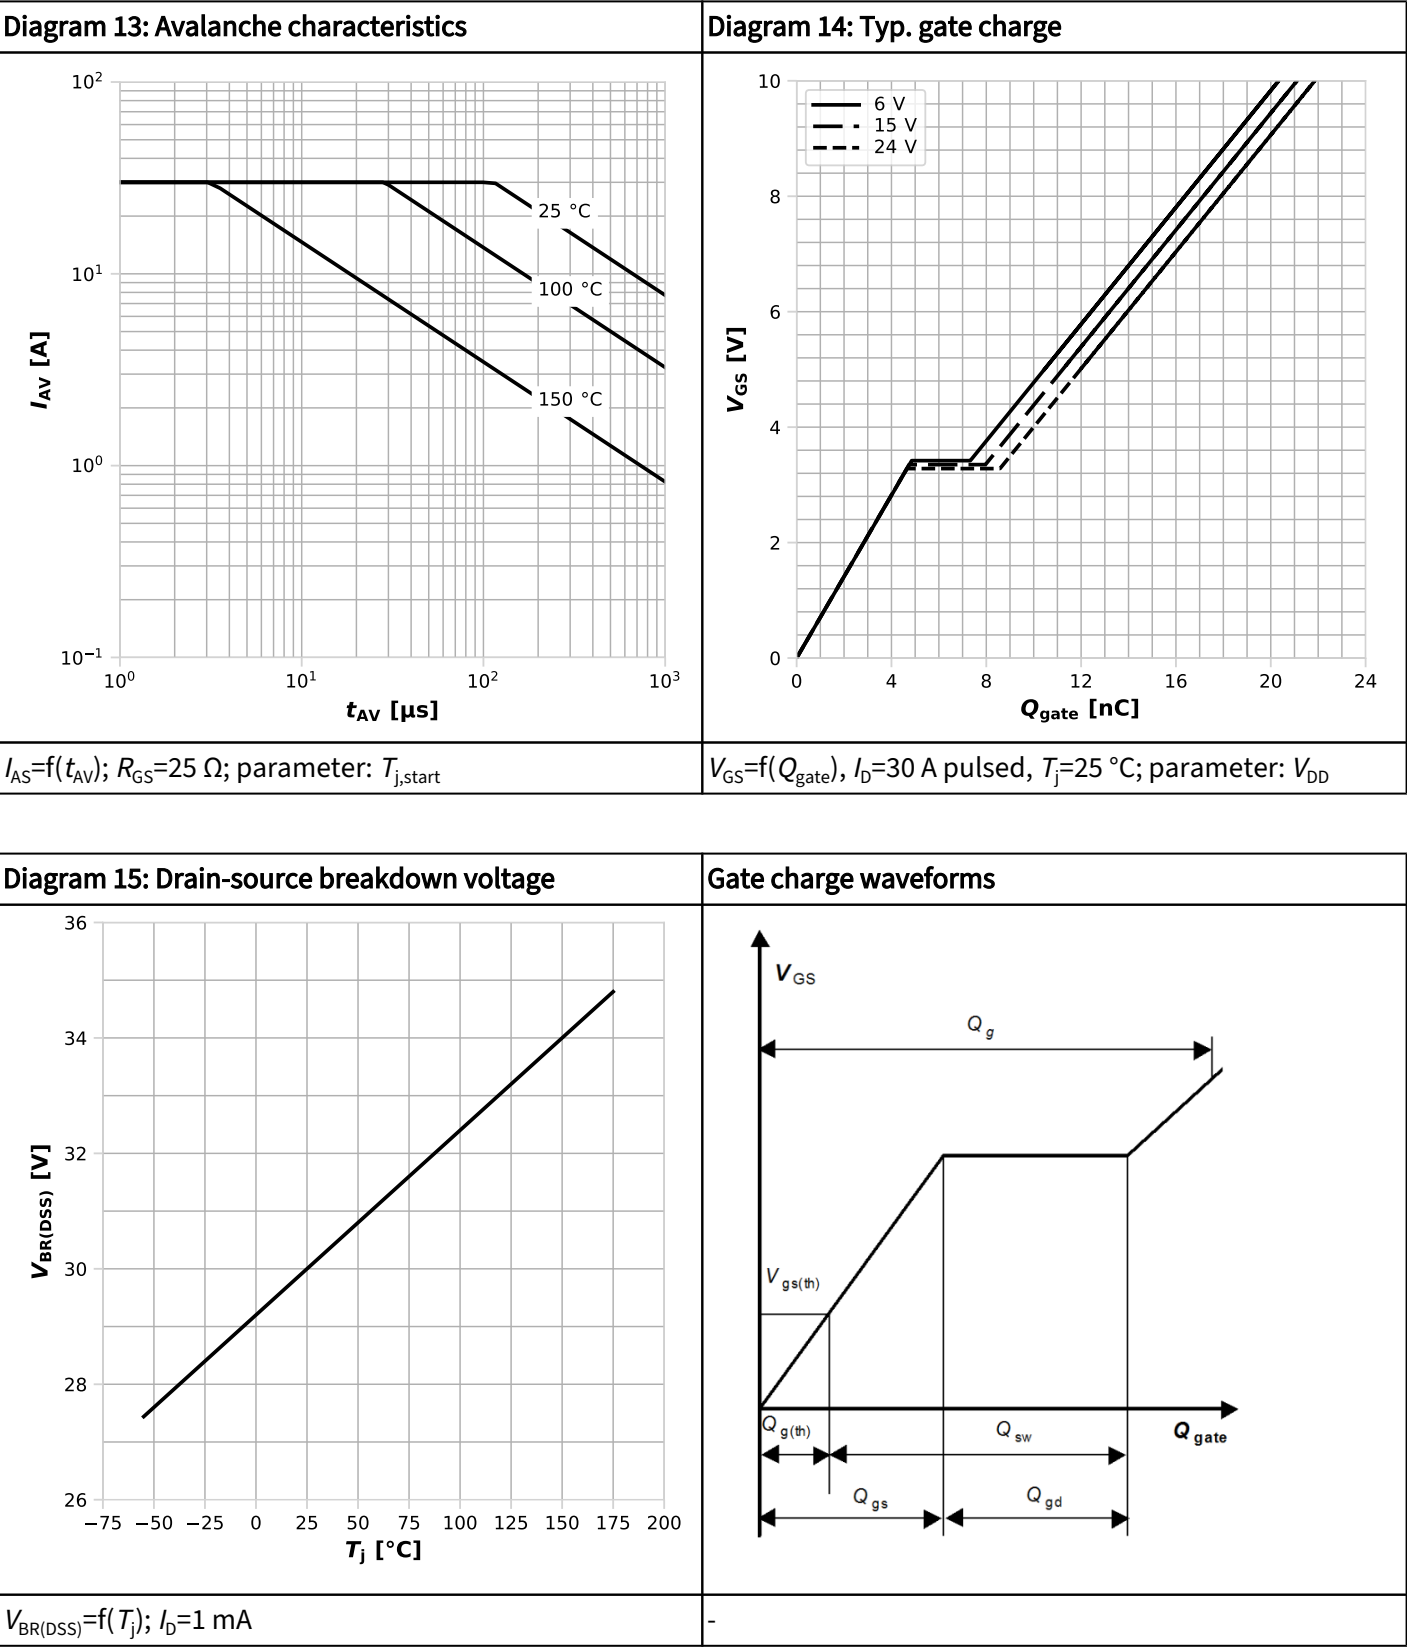 Diagram 13: Avalanche characteristics
10²
10¹
10⁰
10⁻¹
I_AV [A]
25 °C
100 °C
150 °C
10⁰ 10¹ 10² 10³
t_AV [µs]
I_AS=f(t_AV); R_GS=25 Ω; parameter: T_j,start
Diagram 14: Typ. gate charge
10
8
6
4
2
0
V_GS [V]
6 V
15 V
24 V
0 4 8 12 16 20 24
Q_gate [nC]
V_GS=f(Q_gate), I_D=30 A pulsed, T_j=25 °C; parameter: V_DD
Diagram 15: Drain-source breakdown voltage
36
34
32
30
28
26
V_BR(DSS) [V]
−75 −50 −25 0 25 50 75 100 125 150 175 200
T_j [°C]
V_BR(DSS)=f(T_j); I_D=1 mA
Gate charge waveforms
V_GS
Q_g
V_gs(th)
Q_g(th)
Q_sw
Q_gate
Q_gs
Q_gd
-